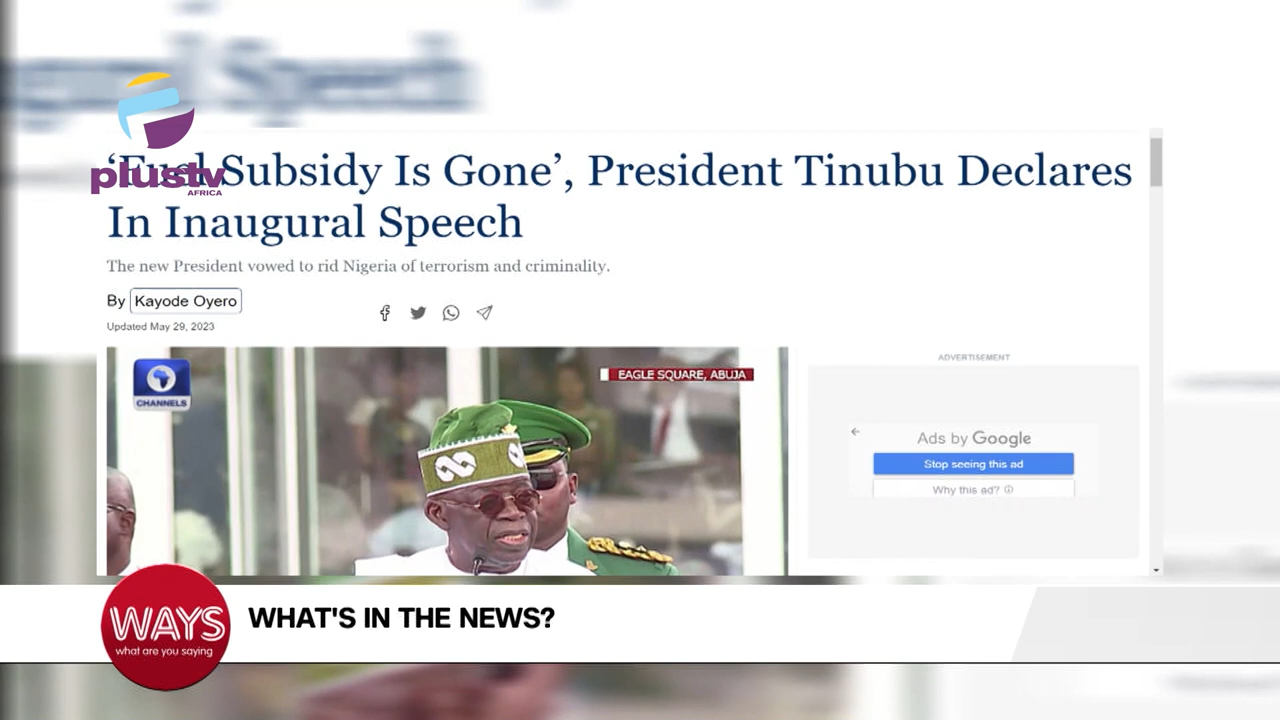 plustv
AFRICA
'Fuel Subsidy Is Gone', President Tinubu Declares
In Inaugural Speech
The new President vowed to rid Nigeria of terrorism and criminality.
By Kayode Oyero
Updated May 29, 2023
ADVERTISEMENT
CHANNELS
EAGLE SQUARE, ABUJA
Ads by Google
Stop seeing this ad
Why this ad?
WAYS
what are you saying
WHAT'S IN THE NEWS?